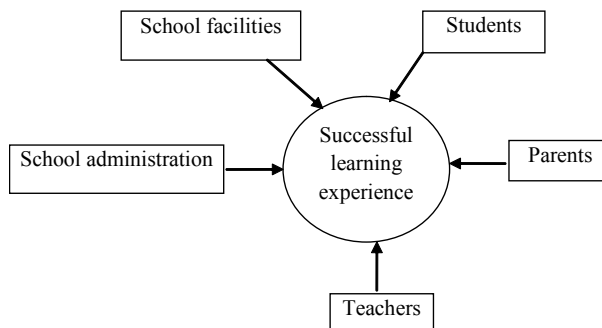 School facilities
Students
Successful
learning
experience
School administration
Parents
Teachers